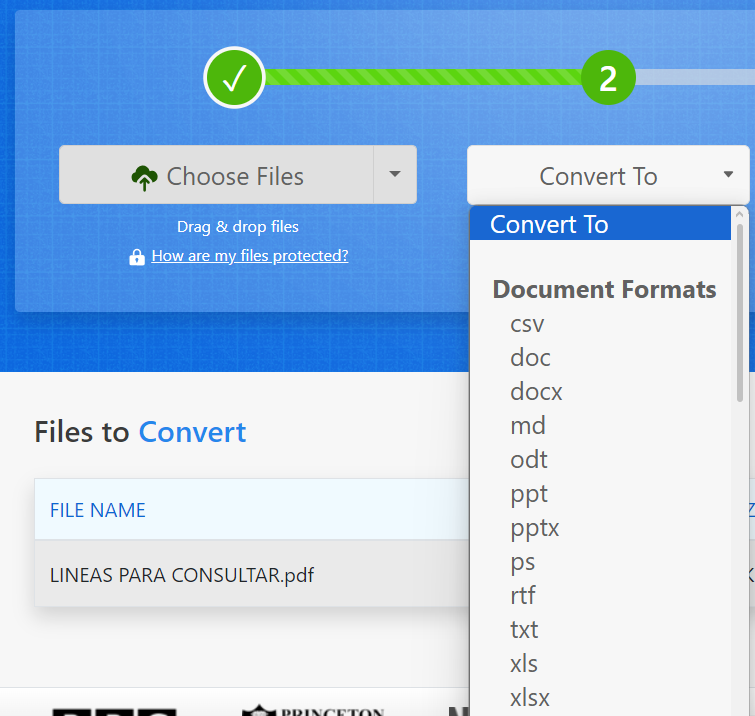 ✓
2
Choose Files
Convert To
Drag & drop files
How are my files protected?
Convert To
Document Formats
csv
doc
docx
md
odt
ppt
pptx
ps
rtf
txt
xls
xlsx
Files to Convert
FILE NAME
LINEAS PARA CONSULTAR.pdf
PRINCETON